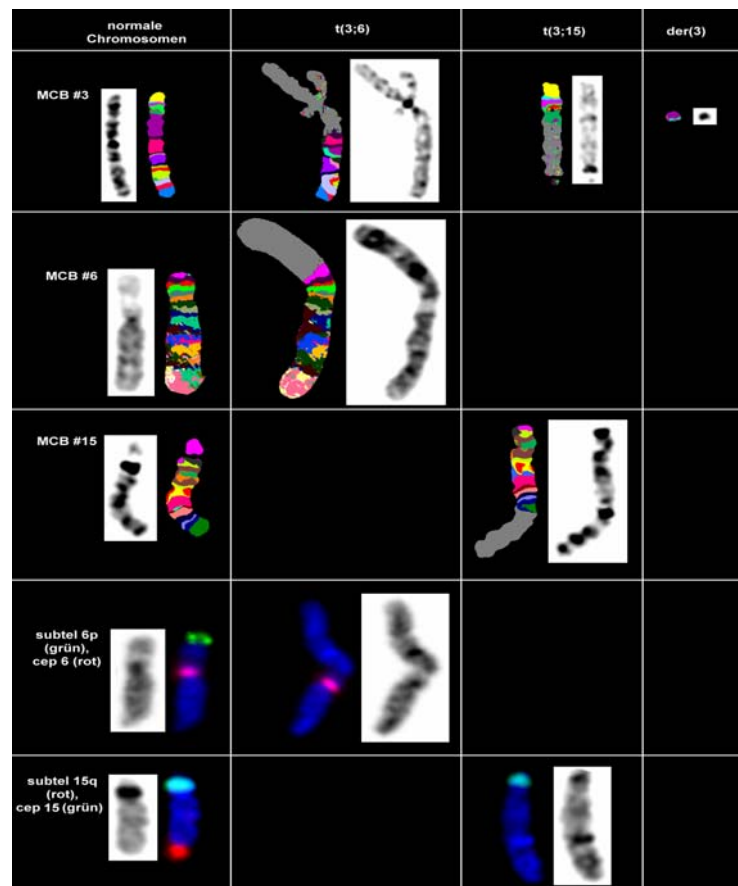 normale
Chromosomen
t(3;6)
t(3;15)
der(3)
MCB #3
MCB #6
MCB #15
subtel 6p
(grün),
cep 6 (rot)
subtel 15q
(rot),
cep 15 (grün)